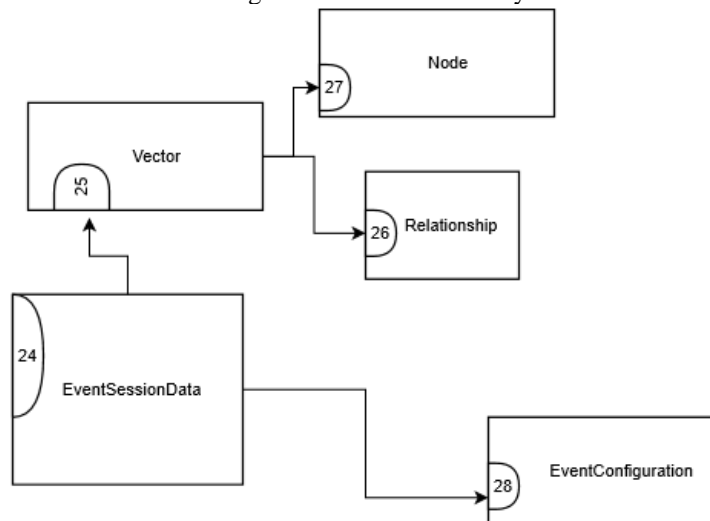 Node
27
Vector
25
Relationship
26
24
EventSessionData
EventConfiguration
28